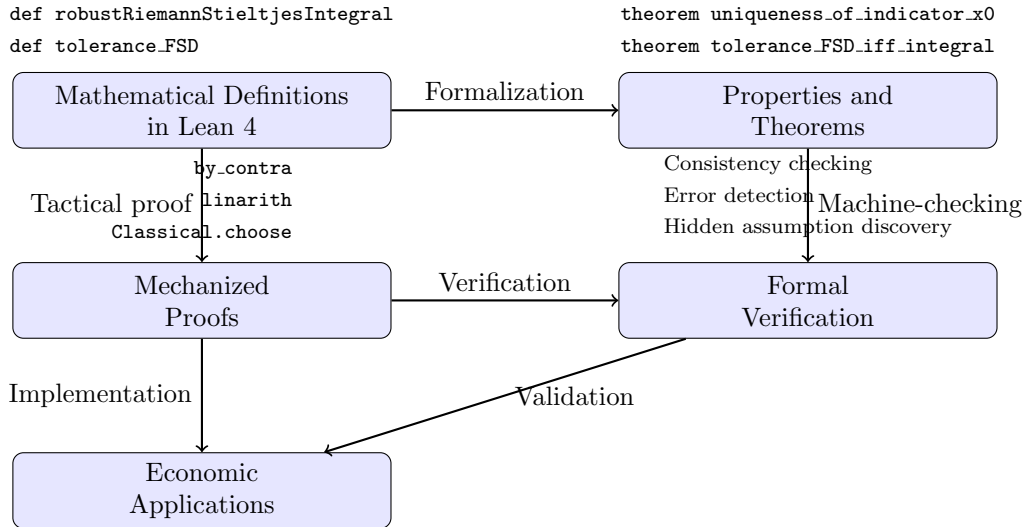 def robustRiemannStieltjesIntegral
def tolerance_FSD
theorem uniqueness_of_indicator_x0
theorem tolerance_FSD_iff_integral
Mathematical Definitions
in Lean 4
Formalization
Properties and
Theorems
by_contra
linarith
Classical.choose
Tactical proof
Consistency checking
Error detection
Hidden assumption discovery
Machine-checking
Mechanized
Proofs
Verification
Formal
Verification
Implementation
Validation
Economic
Applications